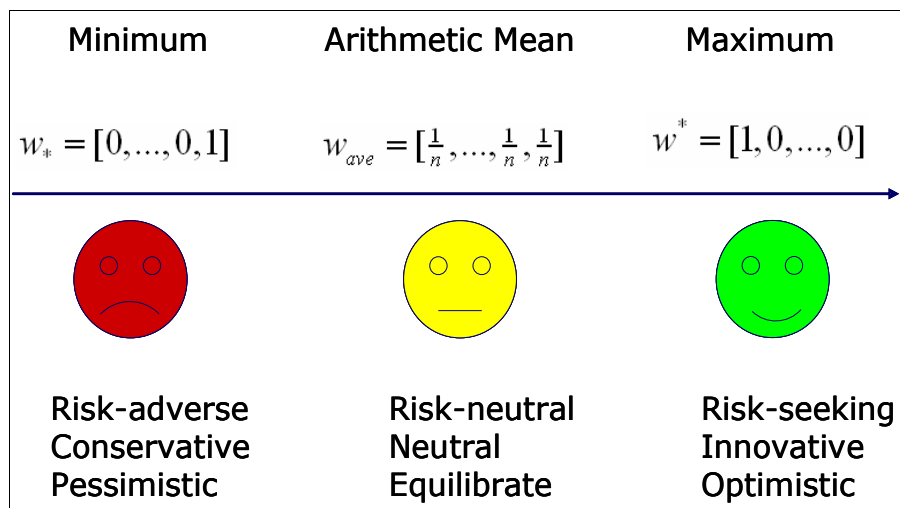 Minimum Arithmetic Mean Maximum
w* = [0,...,0,1] w_ave = [1/n,...,1/n,1/n] w* = [1,0,...,0]
Risk-adverse Risk-neutral Risk-seeking
Conservative Neutral Innovative
Pessimistic Equilibrate Optimistic